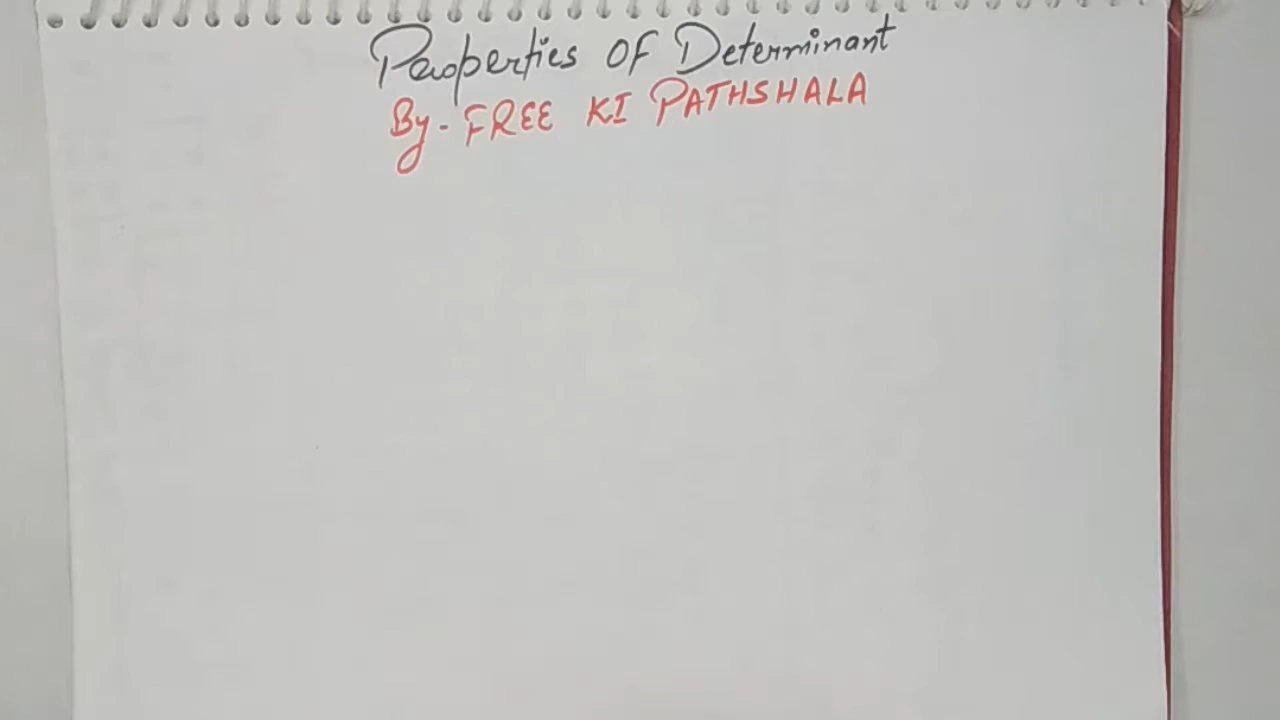 Properties OF Determinant
By- FREE KI PATHSHALA